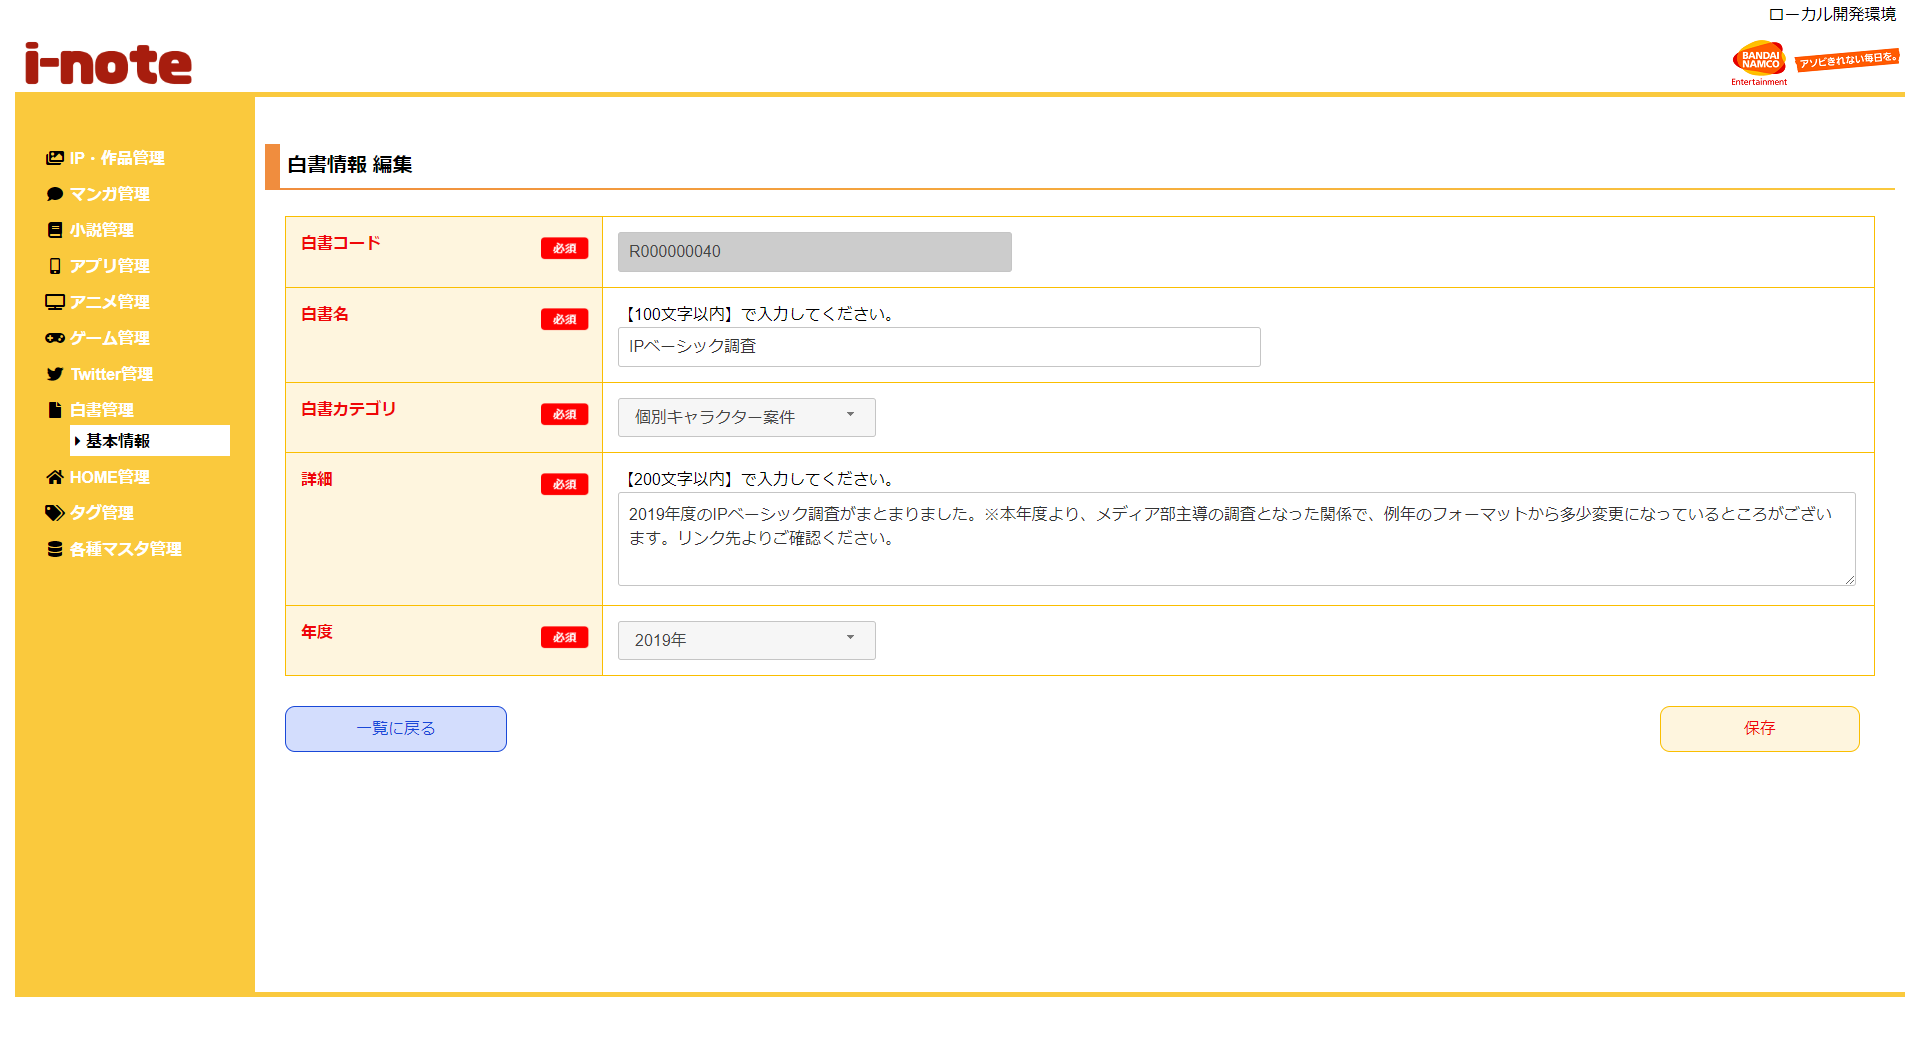 ローカル開発環境
i-note
BANDAI
NAMCO
Entertainment
アソビきれない毎日を。
IP・作品管理
マンガ管理
小説管理
アプリ管理
アニメ管理
ゲーム管理
Twitter管理
白書管理
基本情報
HOME管理
タグ管理
各種マスタ管理
白書情報 編集
白書コード 必須
R000000040
白書名 必須
【100文字以内】で入力してください。
IPベーシック調査
白書カテゴリ 必須
個別キャラクター案件
詳細 必須
【200文字以内】で入力してください。
2019年度のIPベーシック調査がまとまりました。※本年度より、メディア部主導の調査となった関係で、例年のフォーマットから多少変更になっているところがござい
ます。リンク先よりご確認ください。
年度 必須
2019年
一覧に戻る
保存